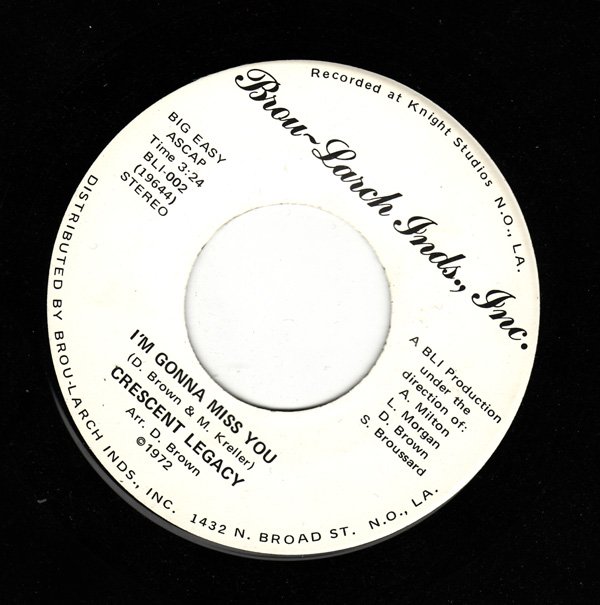 Recorded at Knight Studios N.O., LA.
Brou~Larch Inds., Inc.
BIG EASY
ASCAP
Time 3:24
BLI-002
(19644)
STEREO
A BLI Production
under the
direction of:
A. Milton
L. Morgan
D. Brown
S. Broussard
I'M GONNA MISS YOU
(D. Brown & M. Kreller)
CRESCENT LEGACY
Arr. D. Brown
©1972
DISTRIBUTED BY BROU-LARCH INDS., INC. 1432 N. BROAD ST. N.O., LA.